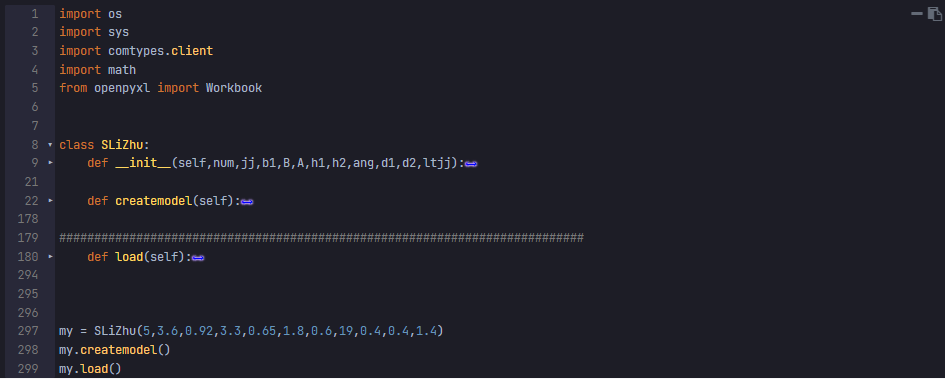 1 import os
2 import sys
3 import comtypes.client
4 import math
5 from openpyxl import Workbook
6
7
8 class SLiZhu:
9 def __init__(self,num,jj,b1,B,A,h1,h2,ang,d1,d2,ltjj):
21
22 def createmodel(self):
178
179 ###########################################################################
180 def load(self):
294
295
296
297 my = SLiZhu(5,3.6,0.92,3.3,0.65,1.8,0.6,19,0.4,0.4,1.4)
298 my.createmodel()
299 my.load()